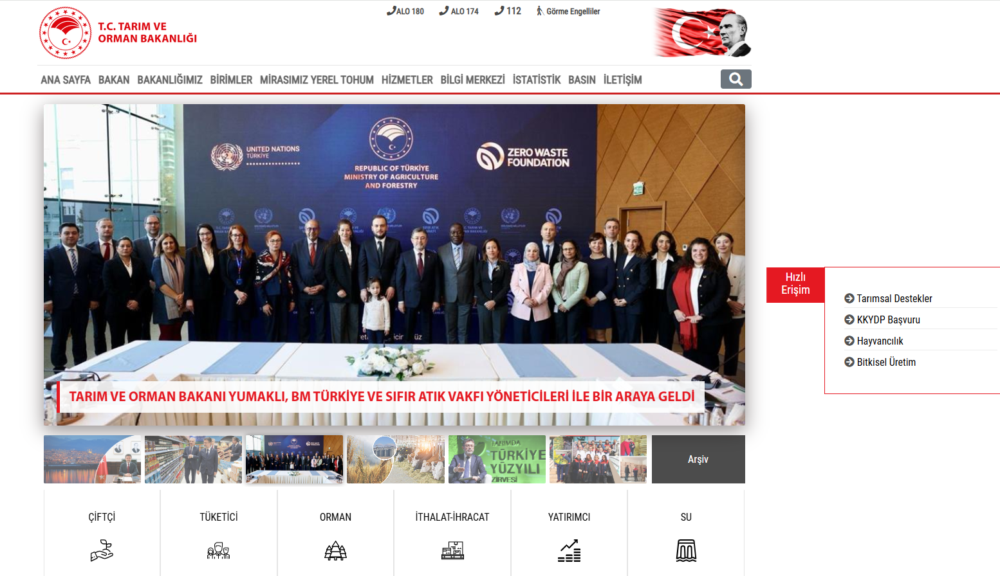 T.C. TARIM VE
ORMAN BAKANLIĞI
ALO 180
ALO 174
112
Görme Engelliler
ANA SAYFA
BAKAN
BAKANLIĞIMIZ
BİRİMLER
MİRASIMIZ YEREL TOHUM
HİZMETLER
BİLGİ MERKEZİ
İSTATİSTİK
BASIN
İLETİŞİM
UNITED NATIONS
TÜRKİYE
REPUBLIC OF TÜRKİYE
MINISTRY OF AGRICULTURE
AND FORESTRY
ZERO WASTE
FOUNDATION
TARIM VE ORMAN BAKANI YUMAKLI, BM TÜRKİYE VE SIFIR ATIK VAKFI YÖNETİCİLERİ İLE BİR ARAYA GELDİ
Hızlı
Erişim
Tarımsal Destekler
KKYDP Başvuru
Hayvancılık
Bitkisel Üretim
TARIMDA
TÜRKİYE
YÜZYILI
ZİRVESİ
Arşiv
ÇİFTÇİ
TÜKETİCİ
ORMAN
İTHALAT-İHRACAT
YATIRIMCI
SU